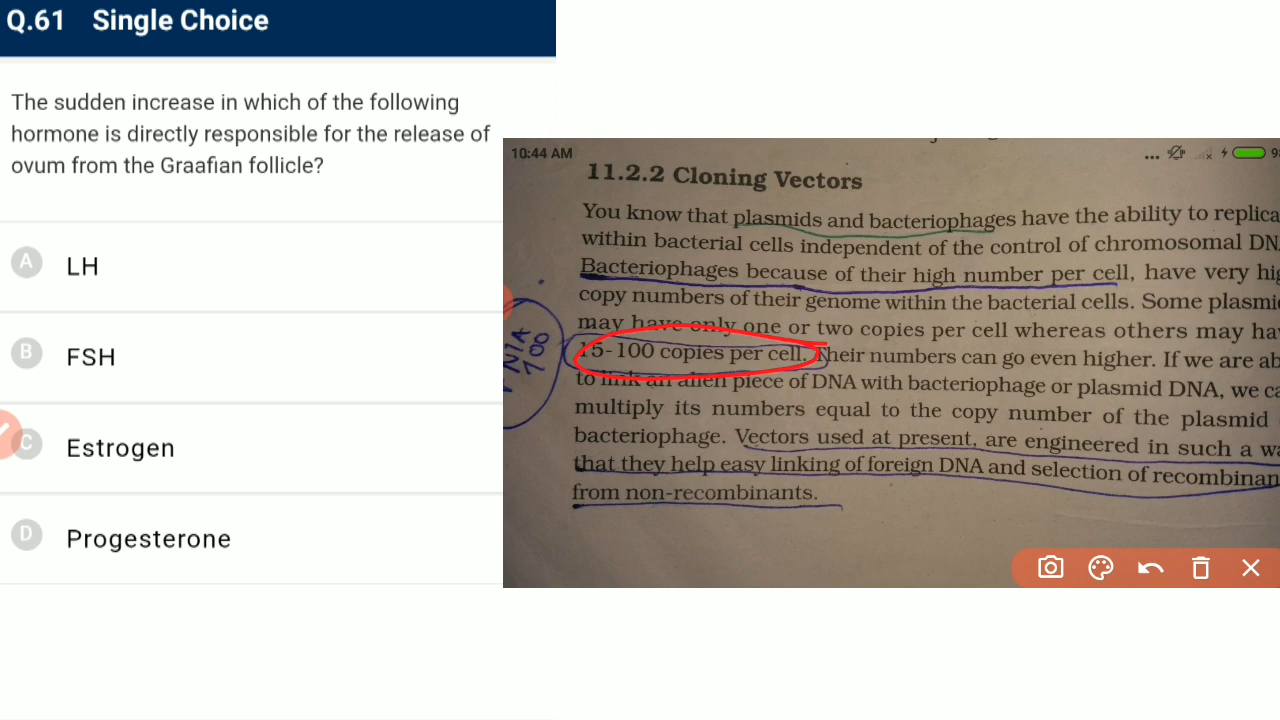 Q.61 Single Choice
The sudden increase in which of the following
hormone is directly responsible for the release of
ovum from the Graafian follicle?
A LH
B FSH
C Estrogen
D Progesterone
10:44 AM
11.2.2 Cloning Vectors
You know that plasmids and bacteriophages have the ability to replica
within bacterial cells independent of the control of chromosomal DN
Bacteriophages because of their high number per cell, have very hig
copy numbers of their genome within the bacterial cells. Some plasmi
may have only one or two copies per cell whereas others may ha
15-100 copies per cell. Their numbers can go even higher. If we are ab
to link an alien piece of DNA with bacteriophage or plasmid DNA, we ca
multiply its numbers equal to the copy number of the plasmid
bacteriophage. Vectors used at present, are engineered in such a wa
that they help easy linking of foreign DNA and selection of recombinan
from non-recombinants.
100